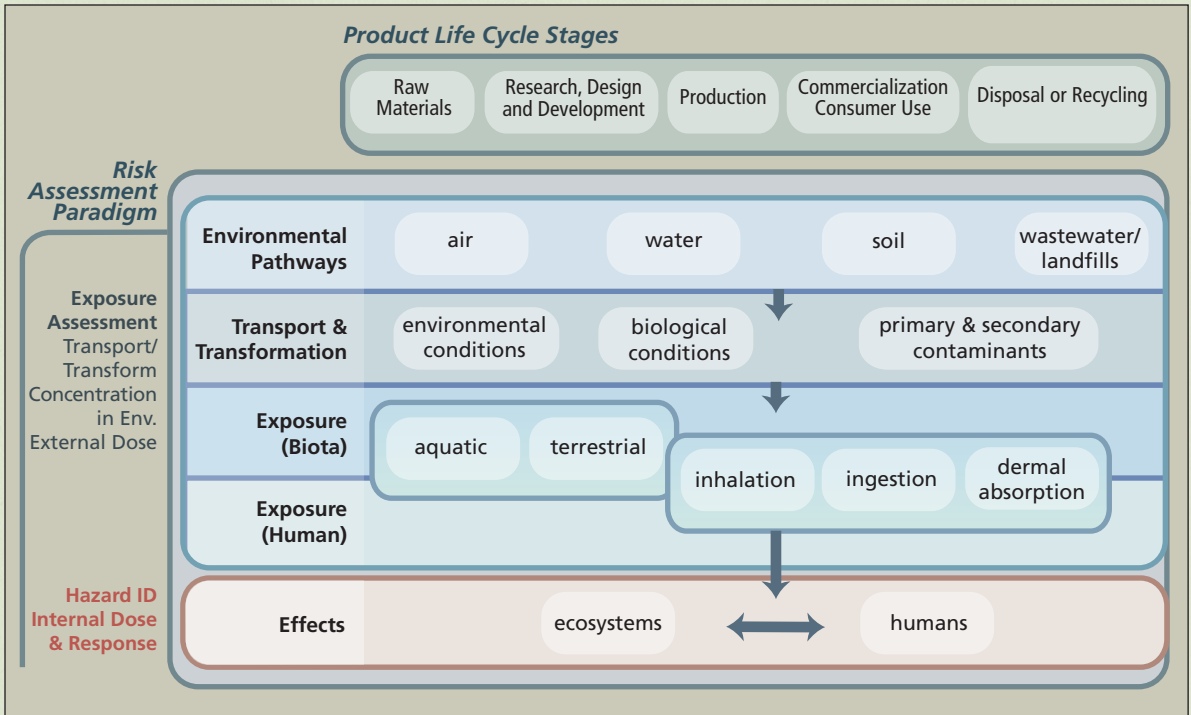 Product Life Cycle Stages
Raw
Materials
Research, Design
and Development
Production
Commercialization
Consumer Use
Disposal or Recycling
Risk
Assessment
Paradigm
Exposure
Assessment
Transport/
Transform
Concentration
in Env.
External Dose
Hazard ID
Internal Dose
& Response
Environmental
Pathways
air
water
soil
wastewater/
landfills
Transport &
Transformation
environmental
conditions
biological
conditions
primary & secondary
contaminants
Exposure
(Biota)
aquatic
terrestrial
inhalation
ingestion
dermal
absorption
Exposure
(Human)
Effects
ecosystems
humans